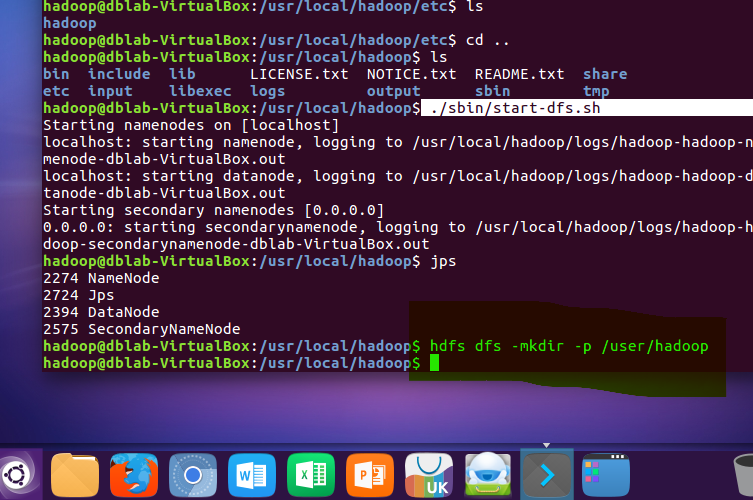 hadoop@dblab-VirtualBox:/usr/local/hadoop/etc$ ls
hadoop
hadoop@dblab-VirtualBox:/usr/local/hadoop/etc$ cd ..
hadoop@dblab-VirtualBox:/usr/local/hadoop$ ls
bin include lib LICENSE.txt NOTICE.txt README.txt share
etc input libexec logs output sbin tmp
hadoop@dblab-VirtualBox:/usr/local/hadoop$ ./sbin/start-dfs.sh
Starting namenodes on [localhost]
localhost: starting namenode, logging to /usr/local/hadoop/logs/hadoop-hadoop-n
menode-dblab-VirtualBox.out
localhost: starting datanode, logging to /usr/local/hadoop/logs/hadoop-hadoop-d
tanode-dblab-VirtualBox.out
Starting secondary namenodes [0.0.0.0]
0.0.0.0: starting secondarynamenode, logging to /usr/local/hadoop/logs/hadoop-h
doop-secondarynamenode-dblab-VirtualBox.out
hadoop@dblab-VirtualBox:/usr/local/hadoop$ jps
2274 NameNode
2724 Jps
2394 DataNode
2575 SecondaryNameNode
hadoop@dblab-VirtualBox:/usr/local/hadoop$ hdfs dfs -mkdir -p /user/hadoop
hadoop@dblab-VirtualBox:/usr/local/hadoop$
W X P UK